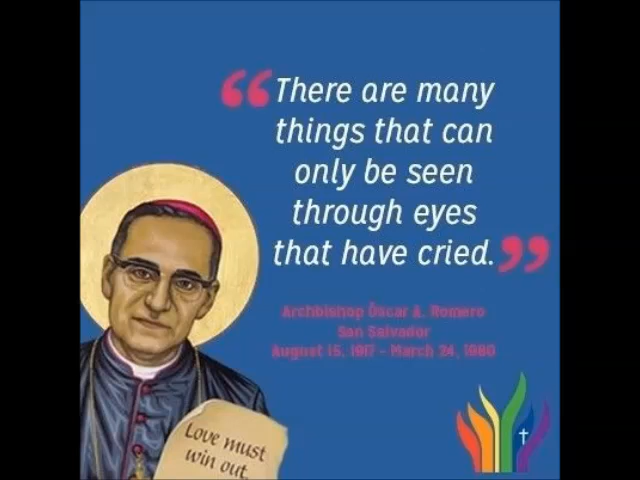 “There are many
things that can
only be seen
through eyes
that have cried.”
Archbishop Óscar A. Romero
San Salvador
August 15, 1917 - March 24, 1980
Love must
win out.